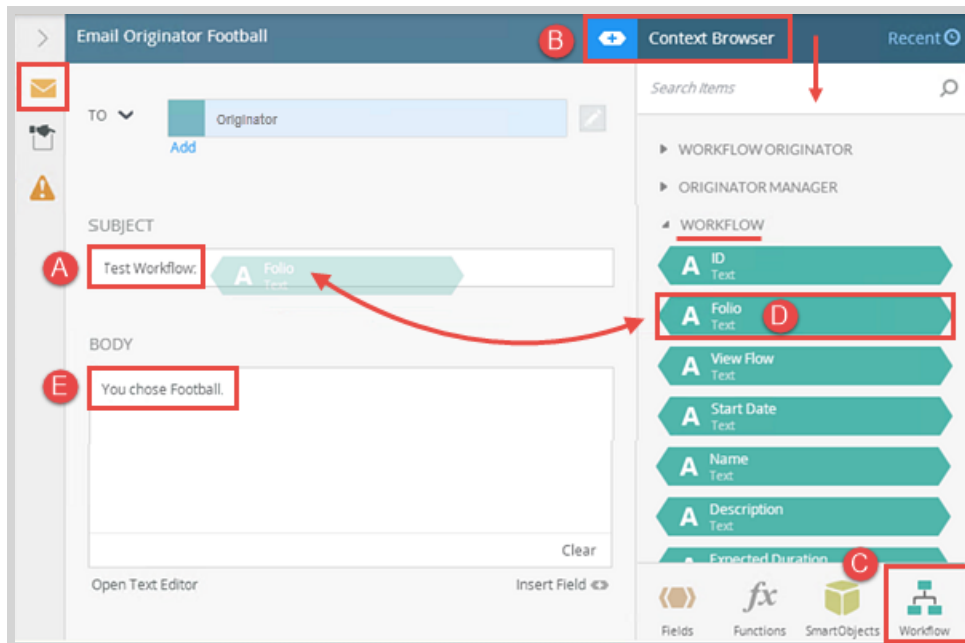 Email Originator Football
B
Context Browser
Recent
Search Items
TO
Originator
Add
WORKFLOW ORIGINATOR
ORIGINATOR MANAGER
WORKFLOW
SUBJECT
A
Test Workflow:
A Folio
Text
A ID
Text
A Folio
Text
D
A View Flow
Text
A Start Date
Text
A Name
Text
A Description
Text
Expected Duration
BODY
E
You chose Football.
Clear
Open Text Editor
Insert Field
C
Fields
fx
Functions
SmartObjects
Workflow